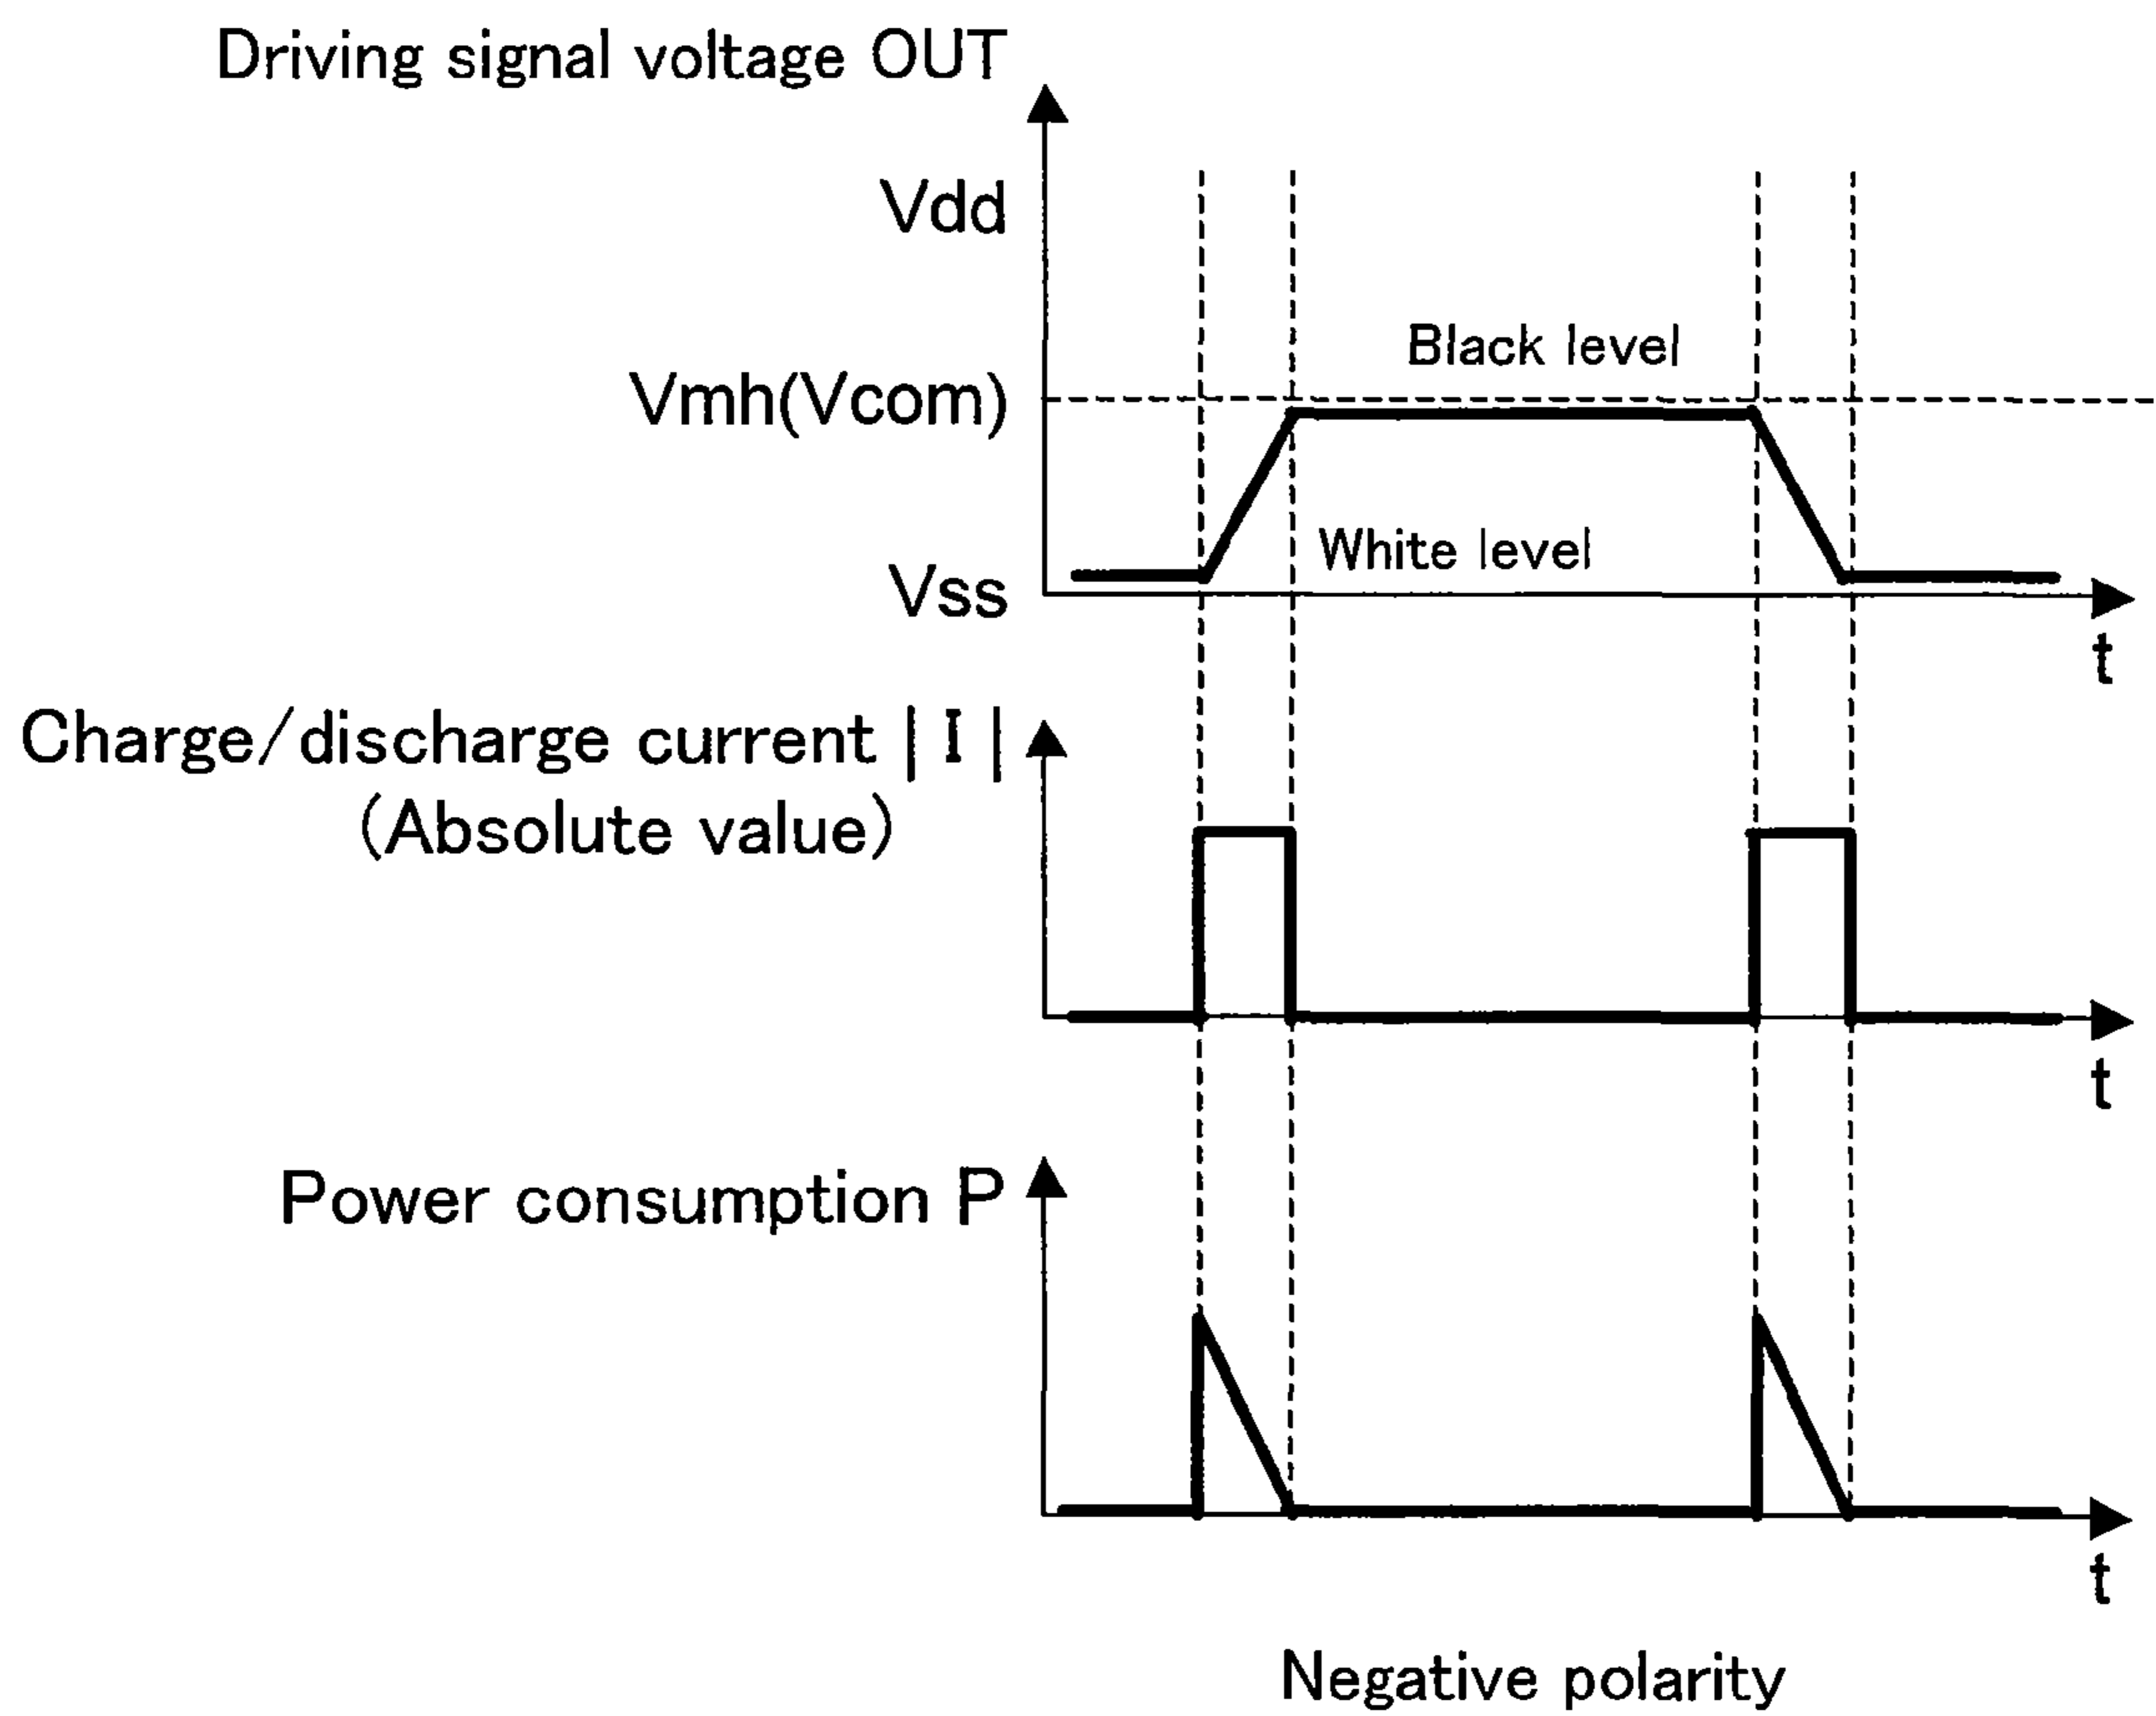 Driving signal voltage OUT
Vdd
Black level
Vmh(Vcom)
White level
Vss
t
Charge/discharge current | I |
(Absolute value)
t
Power consumption P
t
Negative polarity